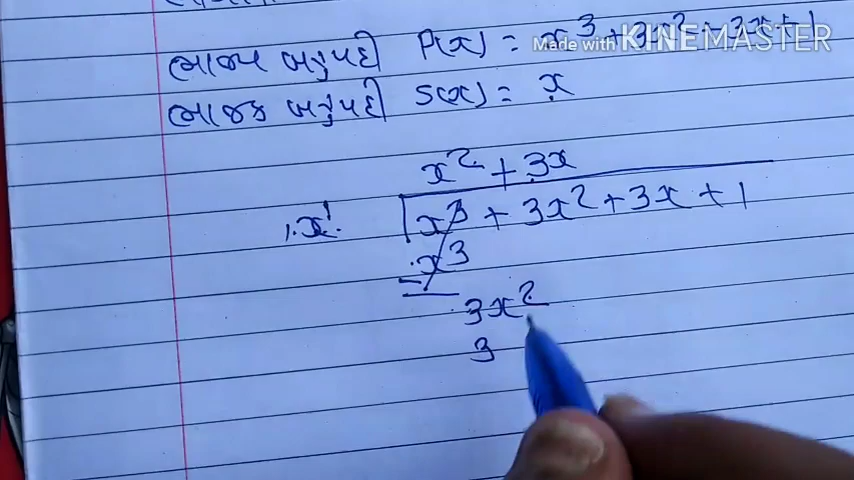 ભાજ્ય બહુપદી P(x) = x³ + 3x² + 3x + 1
Made with KINEMASTER
ભાજક બહુપદી S(x) = x
x² + 3x
1x¹ x³ + 3x² + 3x + 1
x³
3x²
3